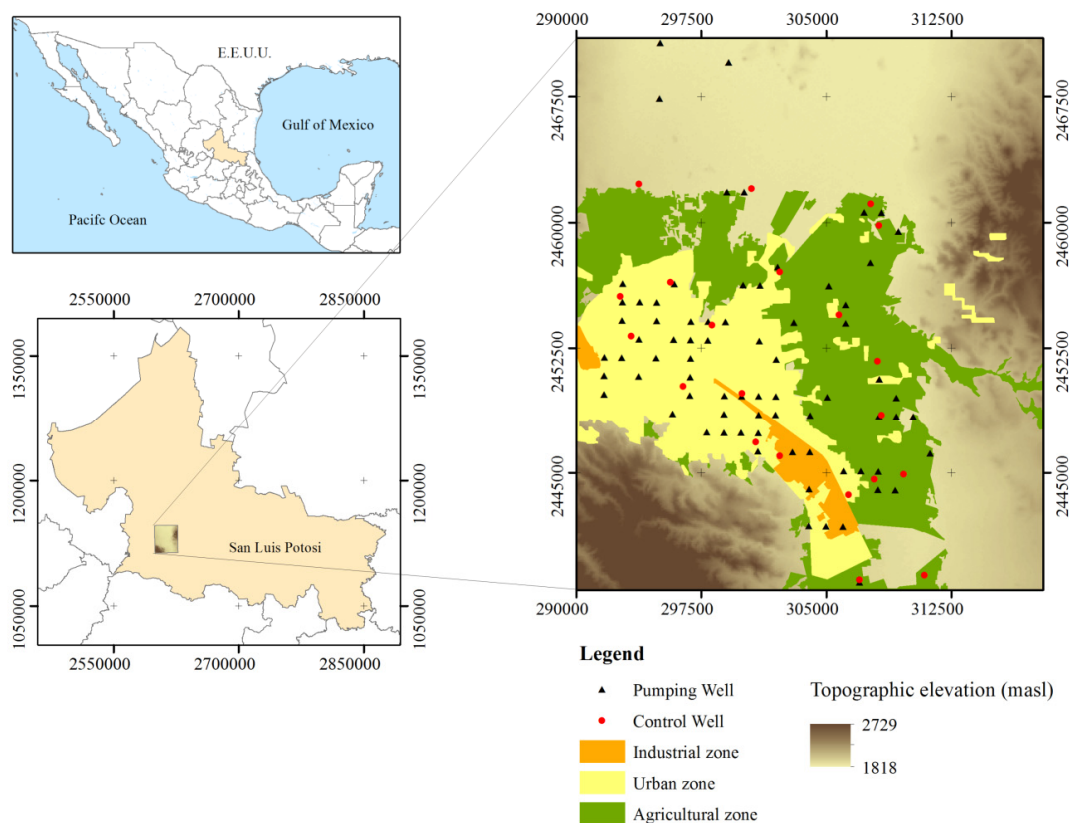 E.E.U.U.
Gulf of Mexico
Pacifc Ocean
2550000 2700000 2850000
1350000 1350000
1200000 1200000
1050000 1050000
San Luis Potosi
2550000 2700000 2850000
290000 297500 305000 312500
2467500 2467500
2460000 2460000
2452500 2452500
2445000 2445000
290000 297500 305000 312500
Legend
Pumping Well
Control Well
Industrial zone
Urban zone
Agricultural zone
Topographic elevation (masl)
2729
1818